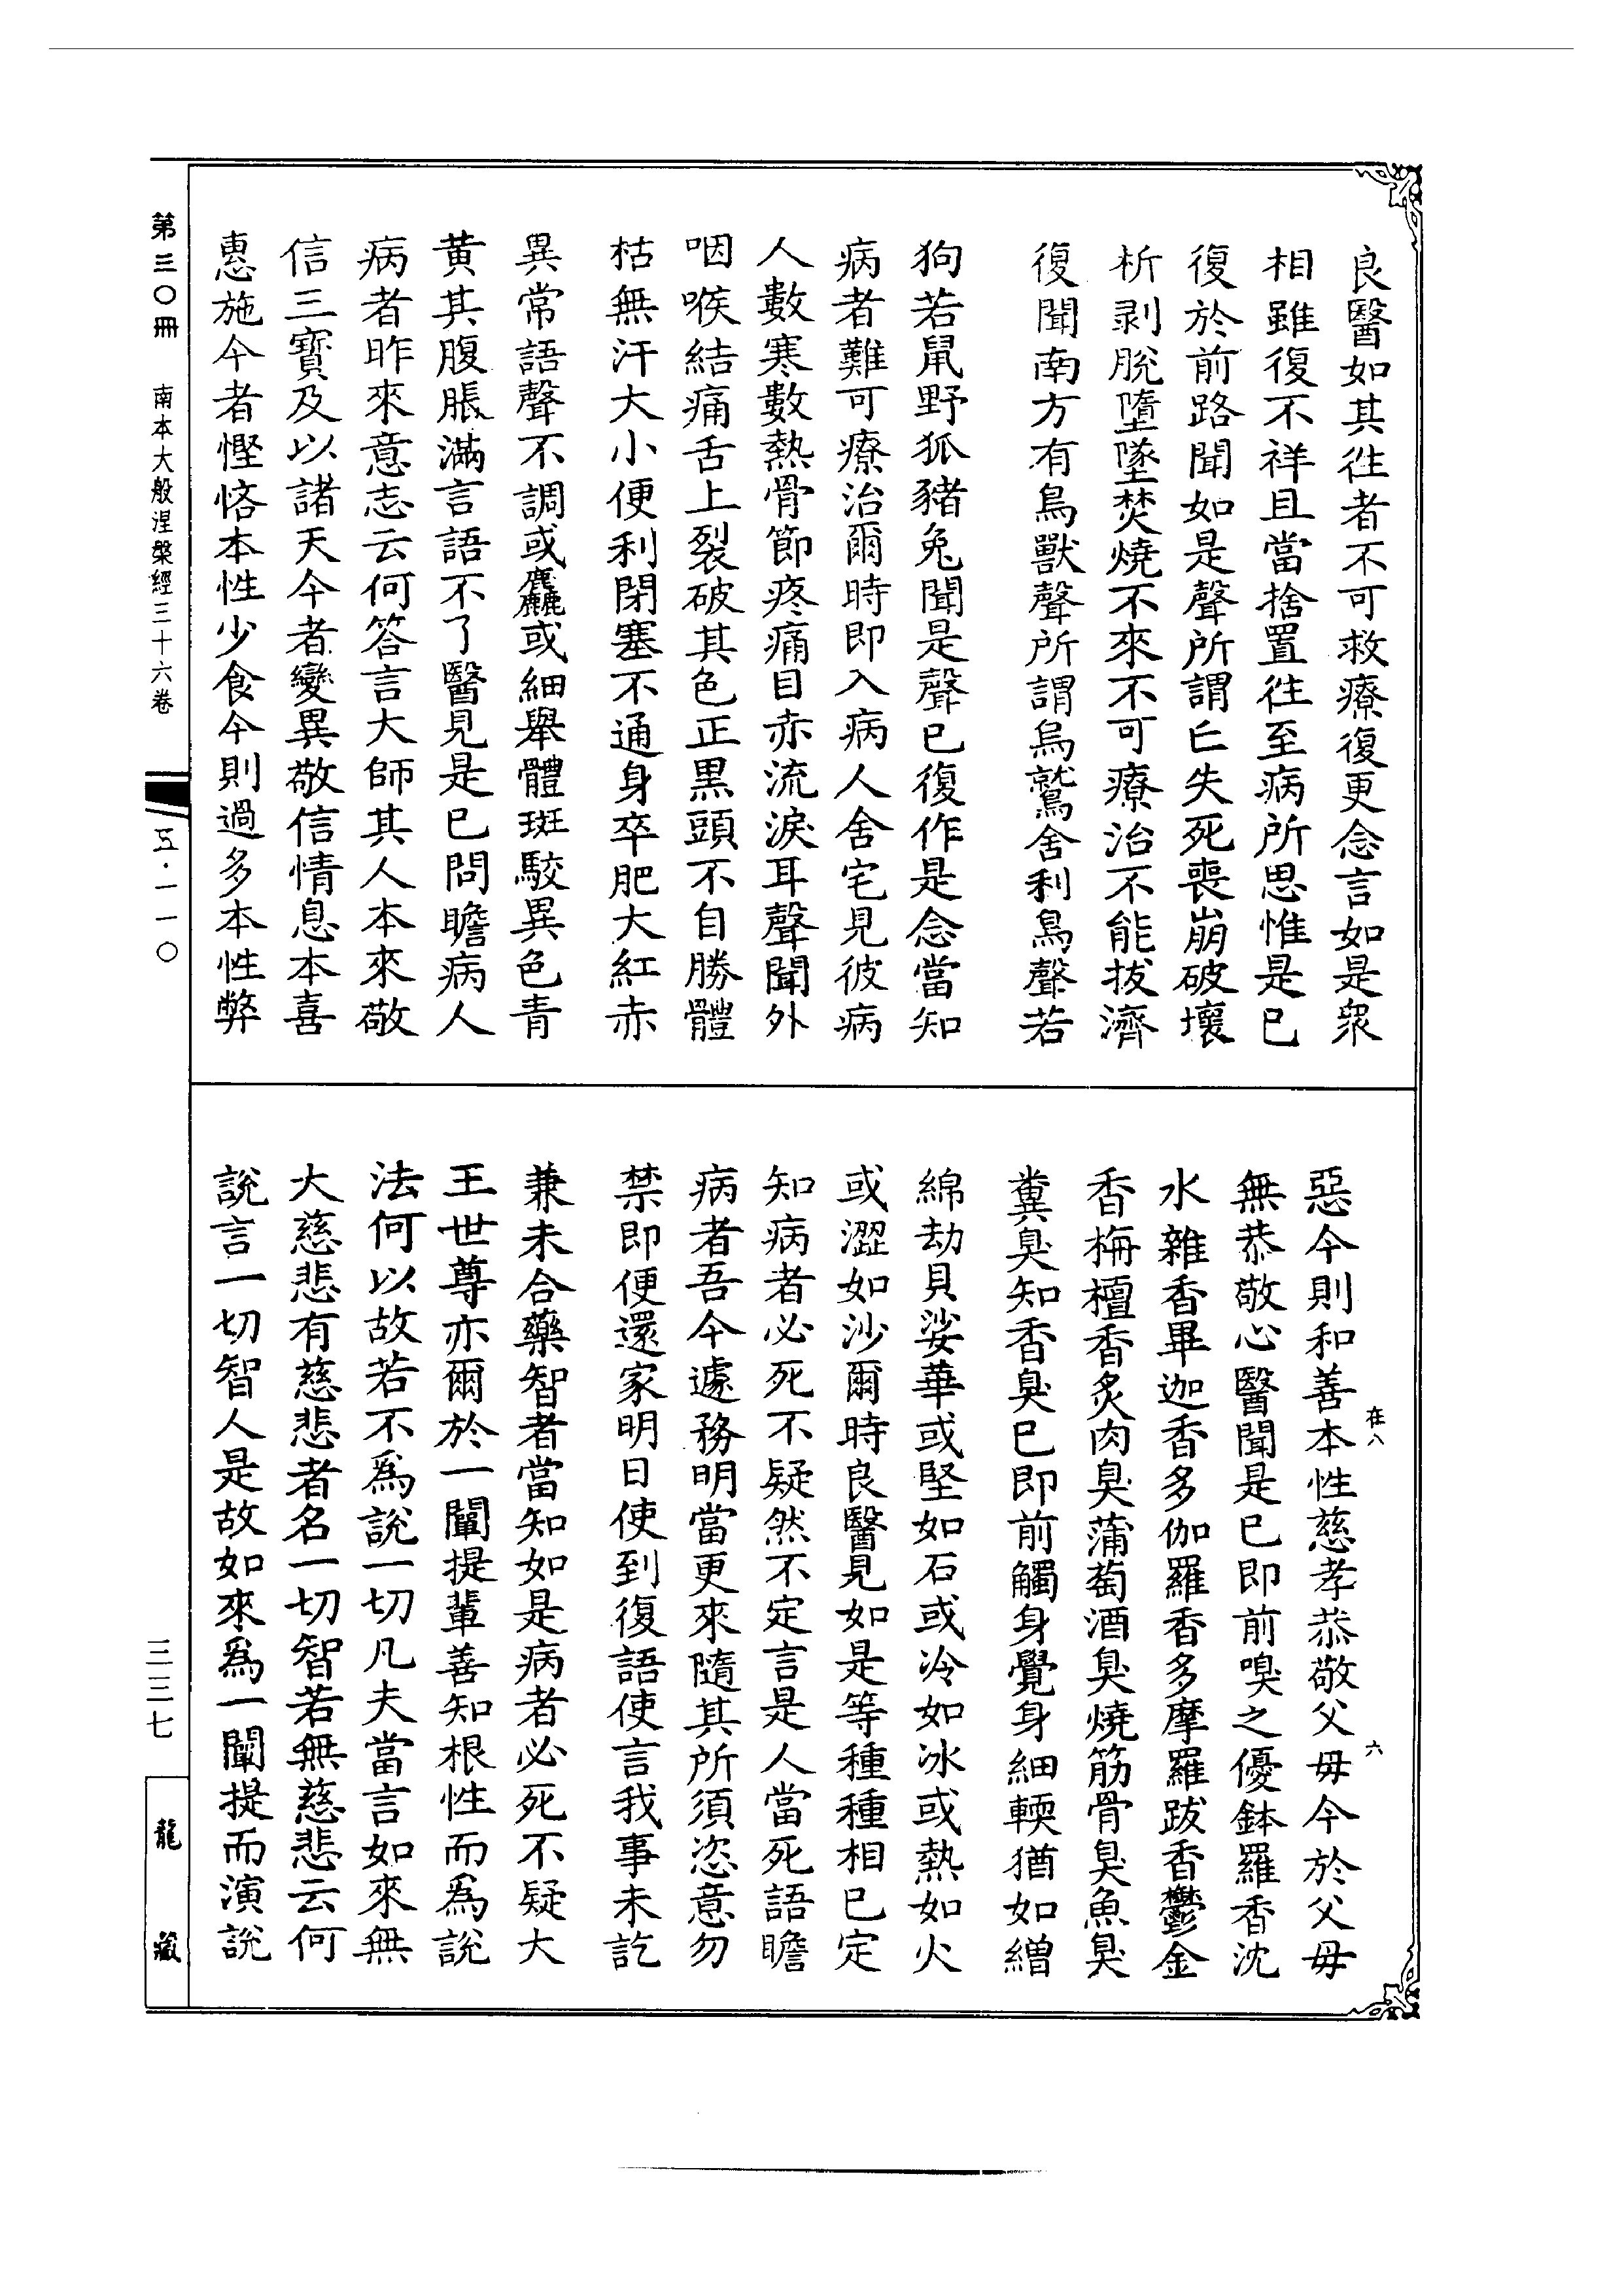 良醫如其往者不可救療復更念言如是衆
相雖復不祥且當捨置往至病所思惟是已
復於前路聞如是聲所謂亡失死喪崩破壞
析剥脫墮墜焚燒不來不可療治不能拔濟
復聞南方有鳥獸聲所謂烏鷲舍利鳥聲若
狗若鼠野狐豬兔聞是聲已復作是念當知
病者難可療治爾時即入病人舍宅見彼病
人數寒數熱骨節疼痛目赤流淚耳聲聞外
咽喉結痛舌上裂破其色正黑頭不自勝體
枯無汗大小便利閉塞不通身卒肥大紅赤
異常語聲不調或麤或細舉體斑駮異色青
黄其腹脹滿言語不了醫見是已問瞻病人
病者昨來意志云何答言大師其人本來敬
信三寶及以諸天今者變異敬信情息本喜
惠施今者慳悋本性少食今則過多本性弊
惡今則和善本性慈孝恭敬父毋今於父毋
無恭敬心醫聞是已即前嗅之優鉢羅香沈
水雜香畢迦香多伽羅香多摩羅跋香鬱金
香栴檀香炙肉臭蒲萄酒臭燒筋骨臭魚臭
糞臭知香臭已即前觸身覺身細輭猶如繒
綿劫貝娑華或堅如石或冷如冰或熱如火
或澀如沙爾時良醫見如是等種種相已定
知病者必死不疑然不定言是人當死語瞻
病者吾今遽務明當更來隨其所須恣意勿
禁即便還家明日使到復語使言我事未訖
兼未合藥智者當知如是病者必死不疑大
王世尊亦爾於一闡提輩善知根性而爲說
法何以故若不爲說一切凡夫當言如來無
大慈悲有慈悲者名一切智若無慈悲云何
說言一切智人是故如來爲一闡提而演說
在八
六
第三〇冊
南本大般涅槃經三十六卷
五·一一〇
三三七
龍藏